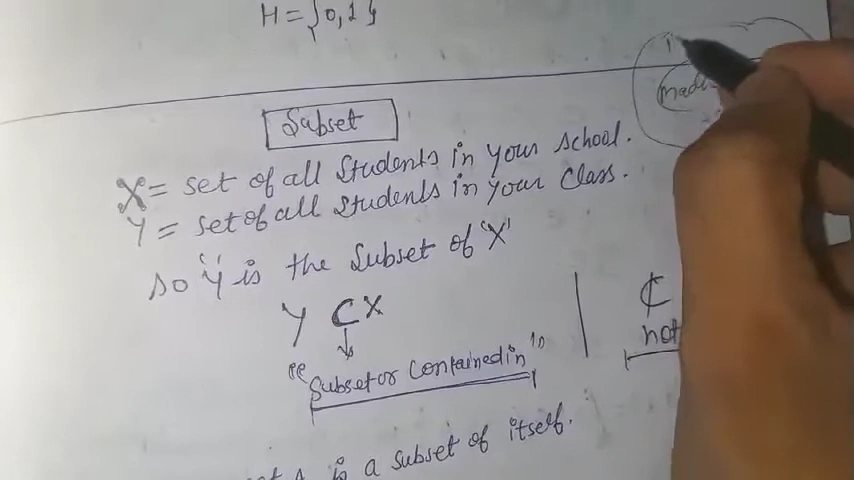 H = {0, 1}
Subset
X = set of all Students in your school.
Y = set of all Students in your Class.
so 'Y' is the Subset of 'X'
Y ⊂ X
⊄
"Subset or Contained in"
not
is a subset of itself.